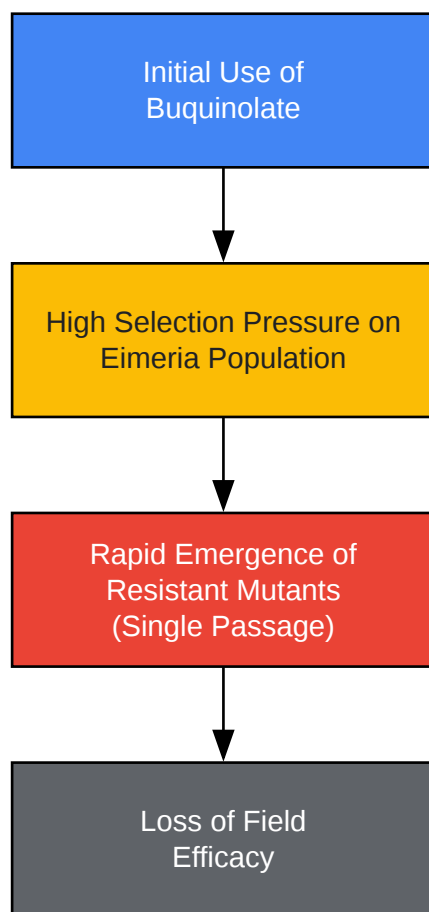 Initial Use of
Buquinolate
High Selection Pressure on
Eimeria Population
Rapid Emergence of
Resistant Mutants
(Single Passage)
Loss of Field
Efficacy